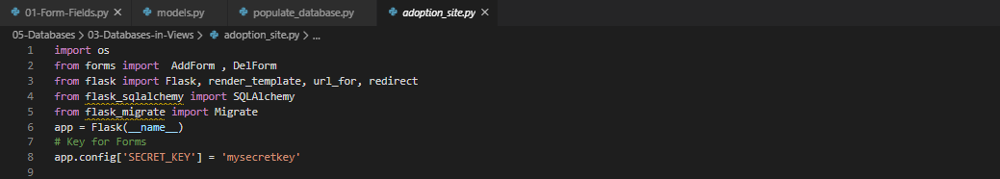 01-Form-Fields.py models.py populate_database.py adoption_site.py
05-Databases > 03-Databases-in-Views > adoption_site.py > ...
1 import os
2 from forms import  AddForm , DelForm
3 from flask import Flask, render_template, url_for, redirect
4 from flask_sqlalchemy import SQLAlchemy
5 from flask_migrate import Migrate
6 app = Flask(__name__)
7 # Key for Forms
8 app.config['SECRET_KEY'] = 'mysecretkey'
9